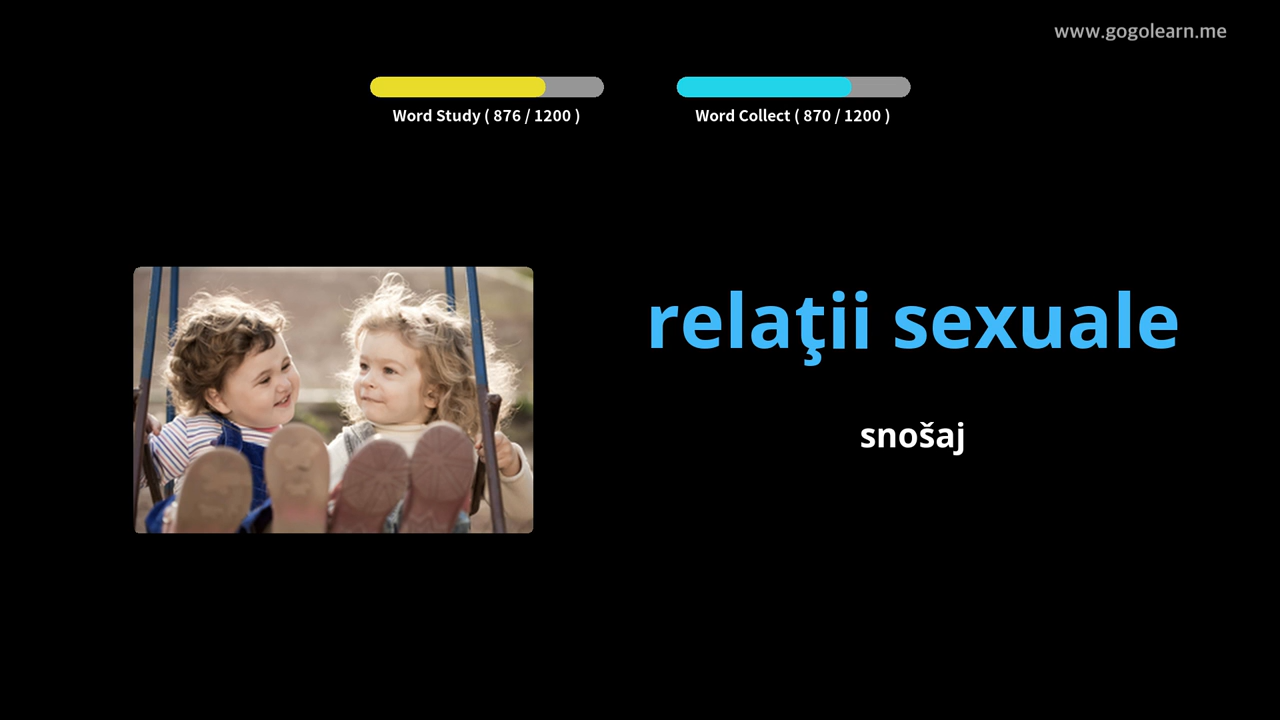 www.gogolearn.me
Word Study ( 876 / 1200 )
Word Collect ( 870 / 1200 )
relaţii sexuale
snošaj